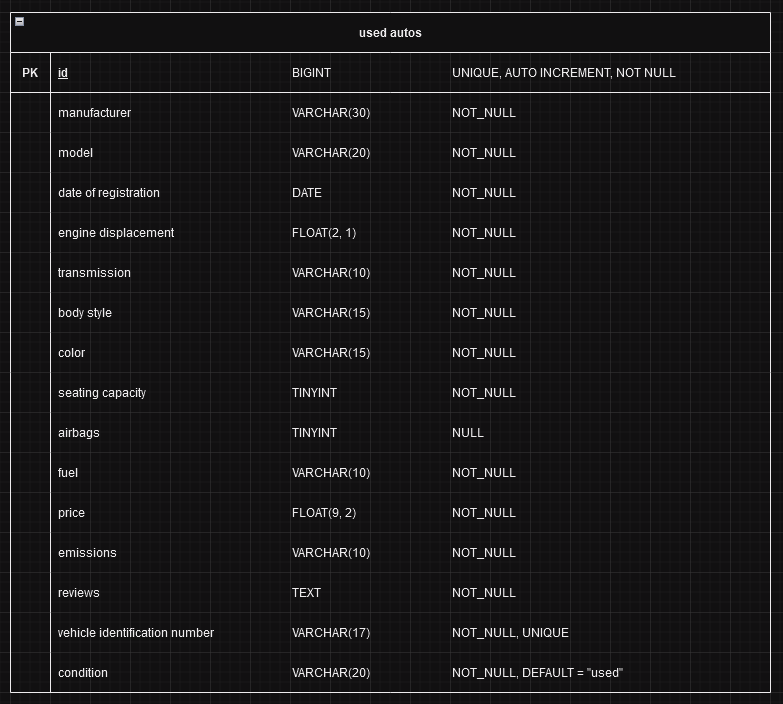 used autos
PK id BIGINT UNIQUE, AUTO INCREMENT, NOT NULL
manufacturer VARCHAR(30) NOT_NULL
model VARCHAR(20) NOT_NULL
date of registration DATE NOT_NULL
engine displacement FLOAT(2, 1) NOT_NULL
transmission VARCHAR(10) NOT_NULL
body style VARCHAR(15) NOT_NULL
color VARCHAR(15) NOT_NULL
seating capacity TINYINT NOT_NULL
airbags TINYINT NULL
fuel VARCHAR(10) NOT_NULL
price FLOAT(9, 2) NOT_NULL
emissions VARCHAR(10) NOT_NULL
reviews TEXT NOT_NULL
vehicle identification number VARCHAR(17) NOT_NULL, UNIQUE
condition VARCHAR(20) NOT_NULL, DEFAULT = "used"